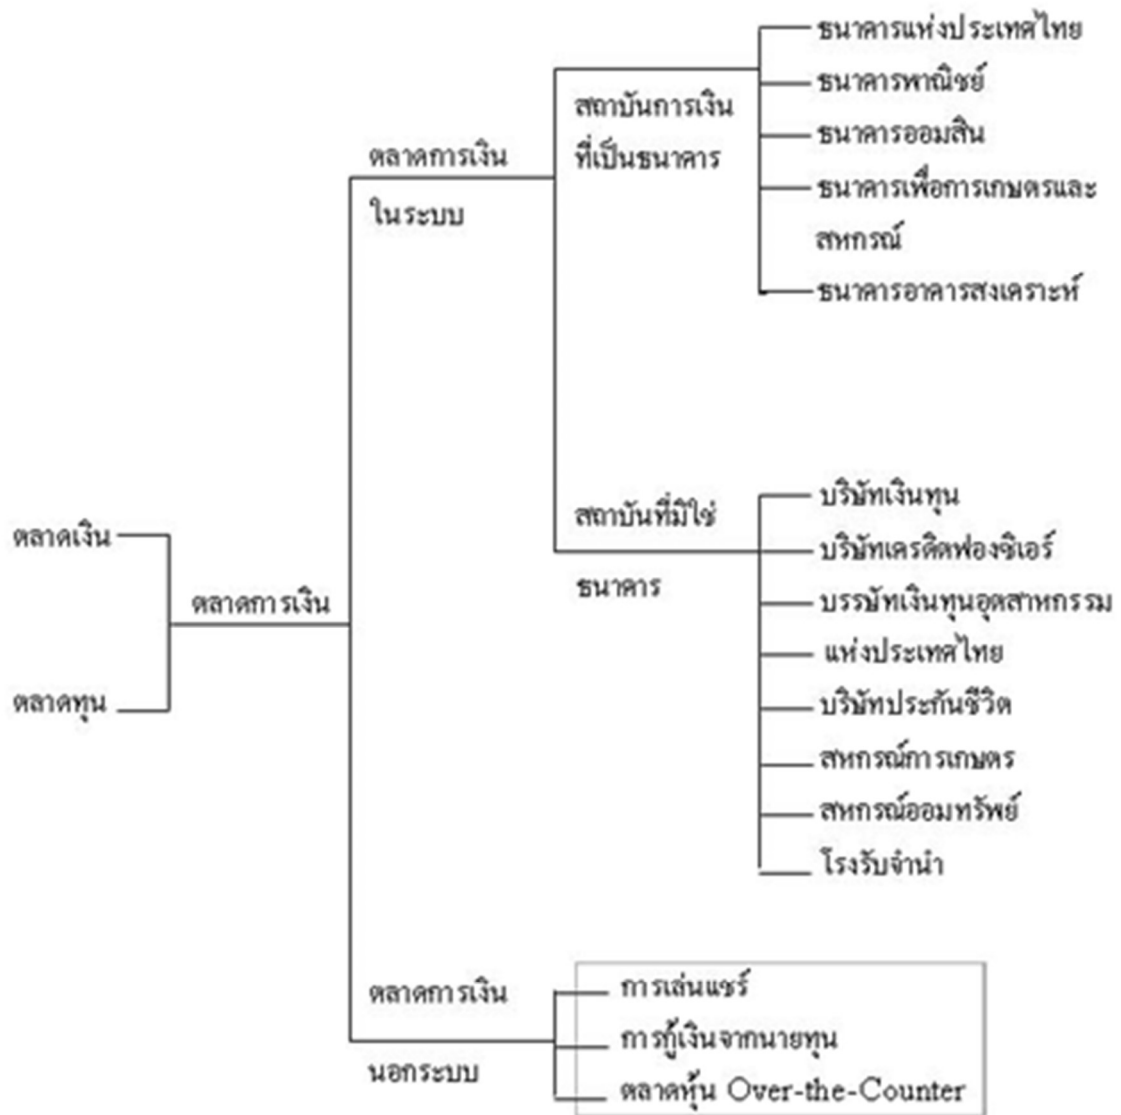 ธนาคารแห่งประเทศไทย
ธนาคารพาณิชย์
สถาบันการเงิน
ที่เป็นธนาคาร
ธนาคารออมสิน
ธนาคารเพื่อการเกษตรและ
สหกรณ์
ธนาคารอาคารสงเคราะห์
ตลาดการเงิน
ในระบบ
สถาบันที่มิใช่
ธนาคาร
บริษัทเงินทุน
บริษัทเครดิตฟองซิเอร์
บรรษัทเงินทุนอุตสาหกรรม
แห่งประเทศไทย
บริษัทประกันชีวิต
สหกรณ์การเกษตร
สหกรณ์ออมทรัพย์
โรงรับจำนำ
ตลาดเงิน
ตลาดการเงิน
ตลาดทุน
ตลาดการเงิน
นอกระบบ
การเล่นแชร์
การกู้เงินจากนายทุน
ตลาดหุ้น Over-the-Counter